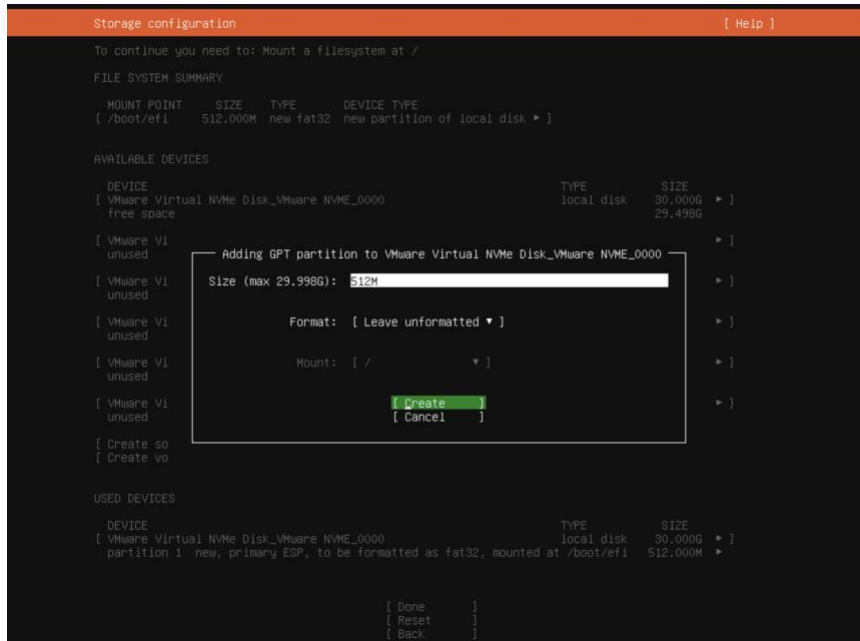 Storage configuration [ Help ]
To continue you need to: Mount a filesystem at /
FILE SYSTEM SUMMARY
MOUNT POINT SIZE TYPE DEVICE TYPE
[ /boot/efi 512.000M new fat32 new partition of local disk ▸ ]
AVAILABLE DEVICES
DEVICE TYPE SIZE
[ VMware Virtual NVMe Disk_VMware NVME_0000 local disk 30.000G ▸ ]
free space 29.498G
[ VMware Vi ▸ ]
unused
Adding GPT partition to VMware Virtual NVMe Disk_VMware NVME_0000
[ VMware Vi ▸ ]
unused
Size (max 29.998G): 512M
[ VMware Vi ▸ ]
unused
Format: [ Leave unformatted ▾ ]
[ VMware Vi ▸ ]
unused
Mount: [ / ▾ ]
[ VMware Vi ▸ ]
unused
[ Create ]
[ Cancel ]
[ Create so
[ Create vo
USED DEVICES
DEVICE TYPE SIZE
[ VMware Virtual NVMe Disk_VMware NVME_0000 local disk 30.000G ▸ ]
partition 1 new, primary ESP, to be formatted as fat32, mounted at /boot/efi 512.000M ▸
[ Done ]
[ Reset ]
[ Back ]